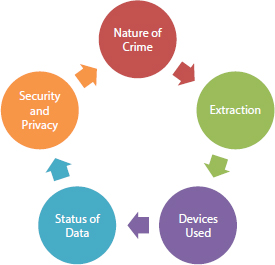 Nature of
Crime
Extraction
Devices
Used
Status of
Data
Security
and
Privacy